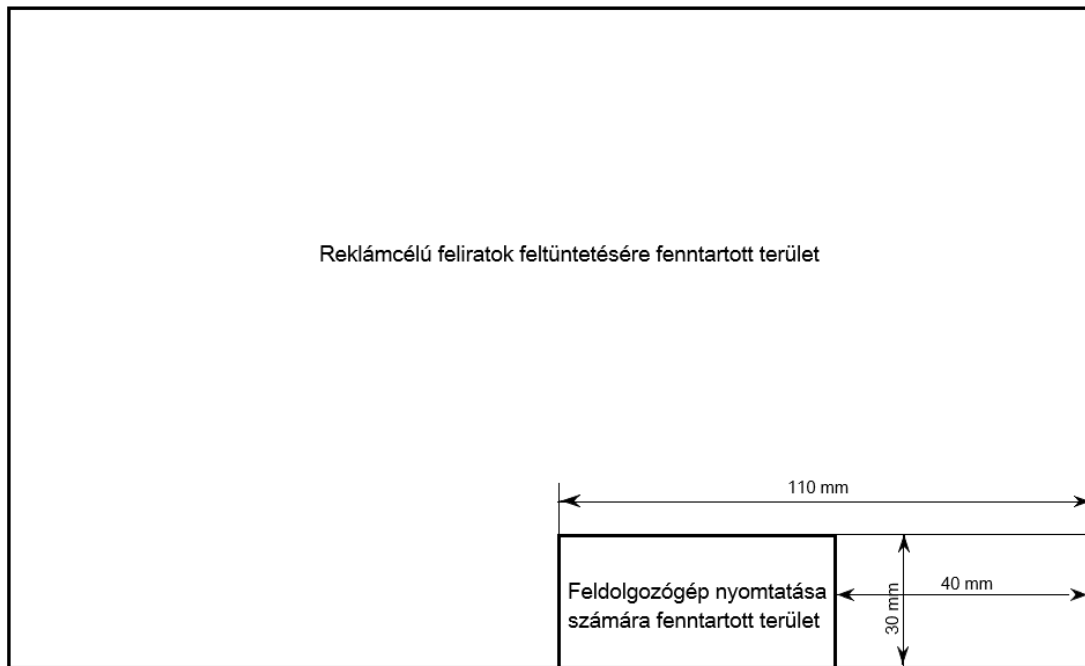 Reklámcélú feliratok feltüntetésére fenntartott terület
110 mm
Feldolgozógép nyomtatása
számára fenntartott terület
30 mm
40 mm